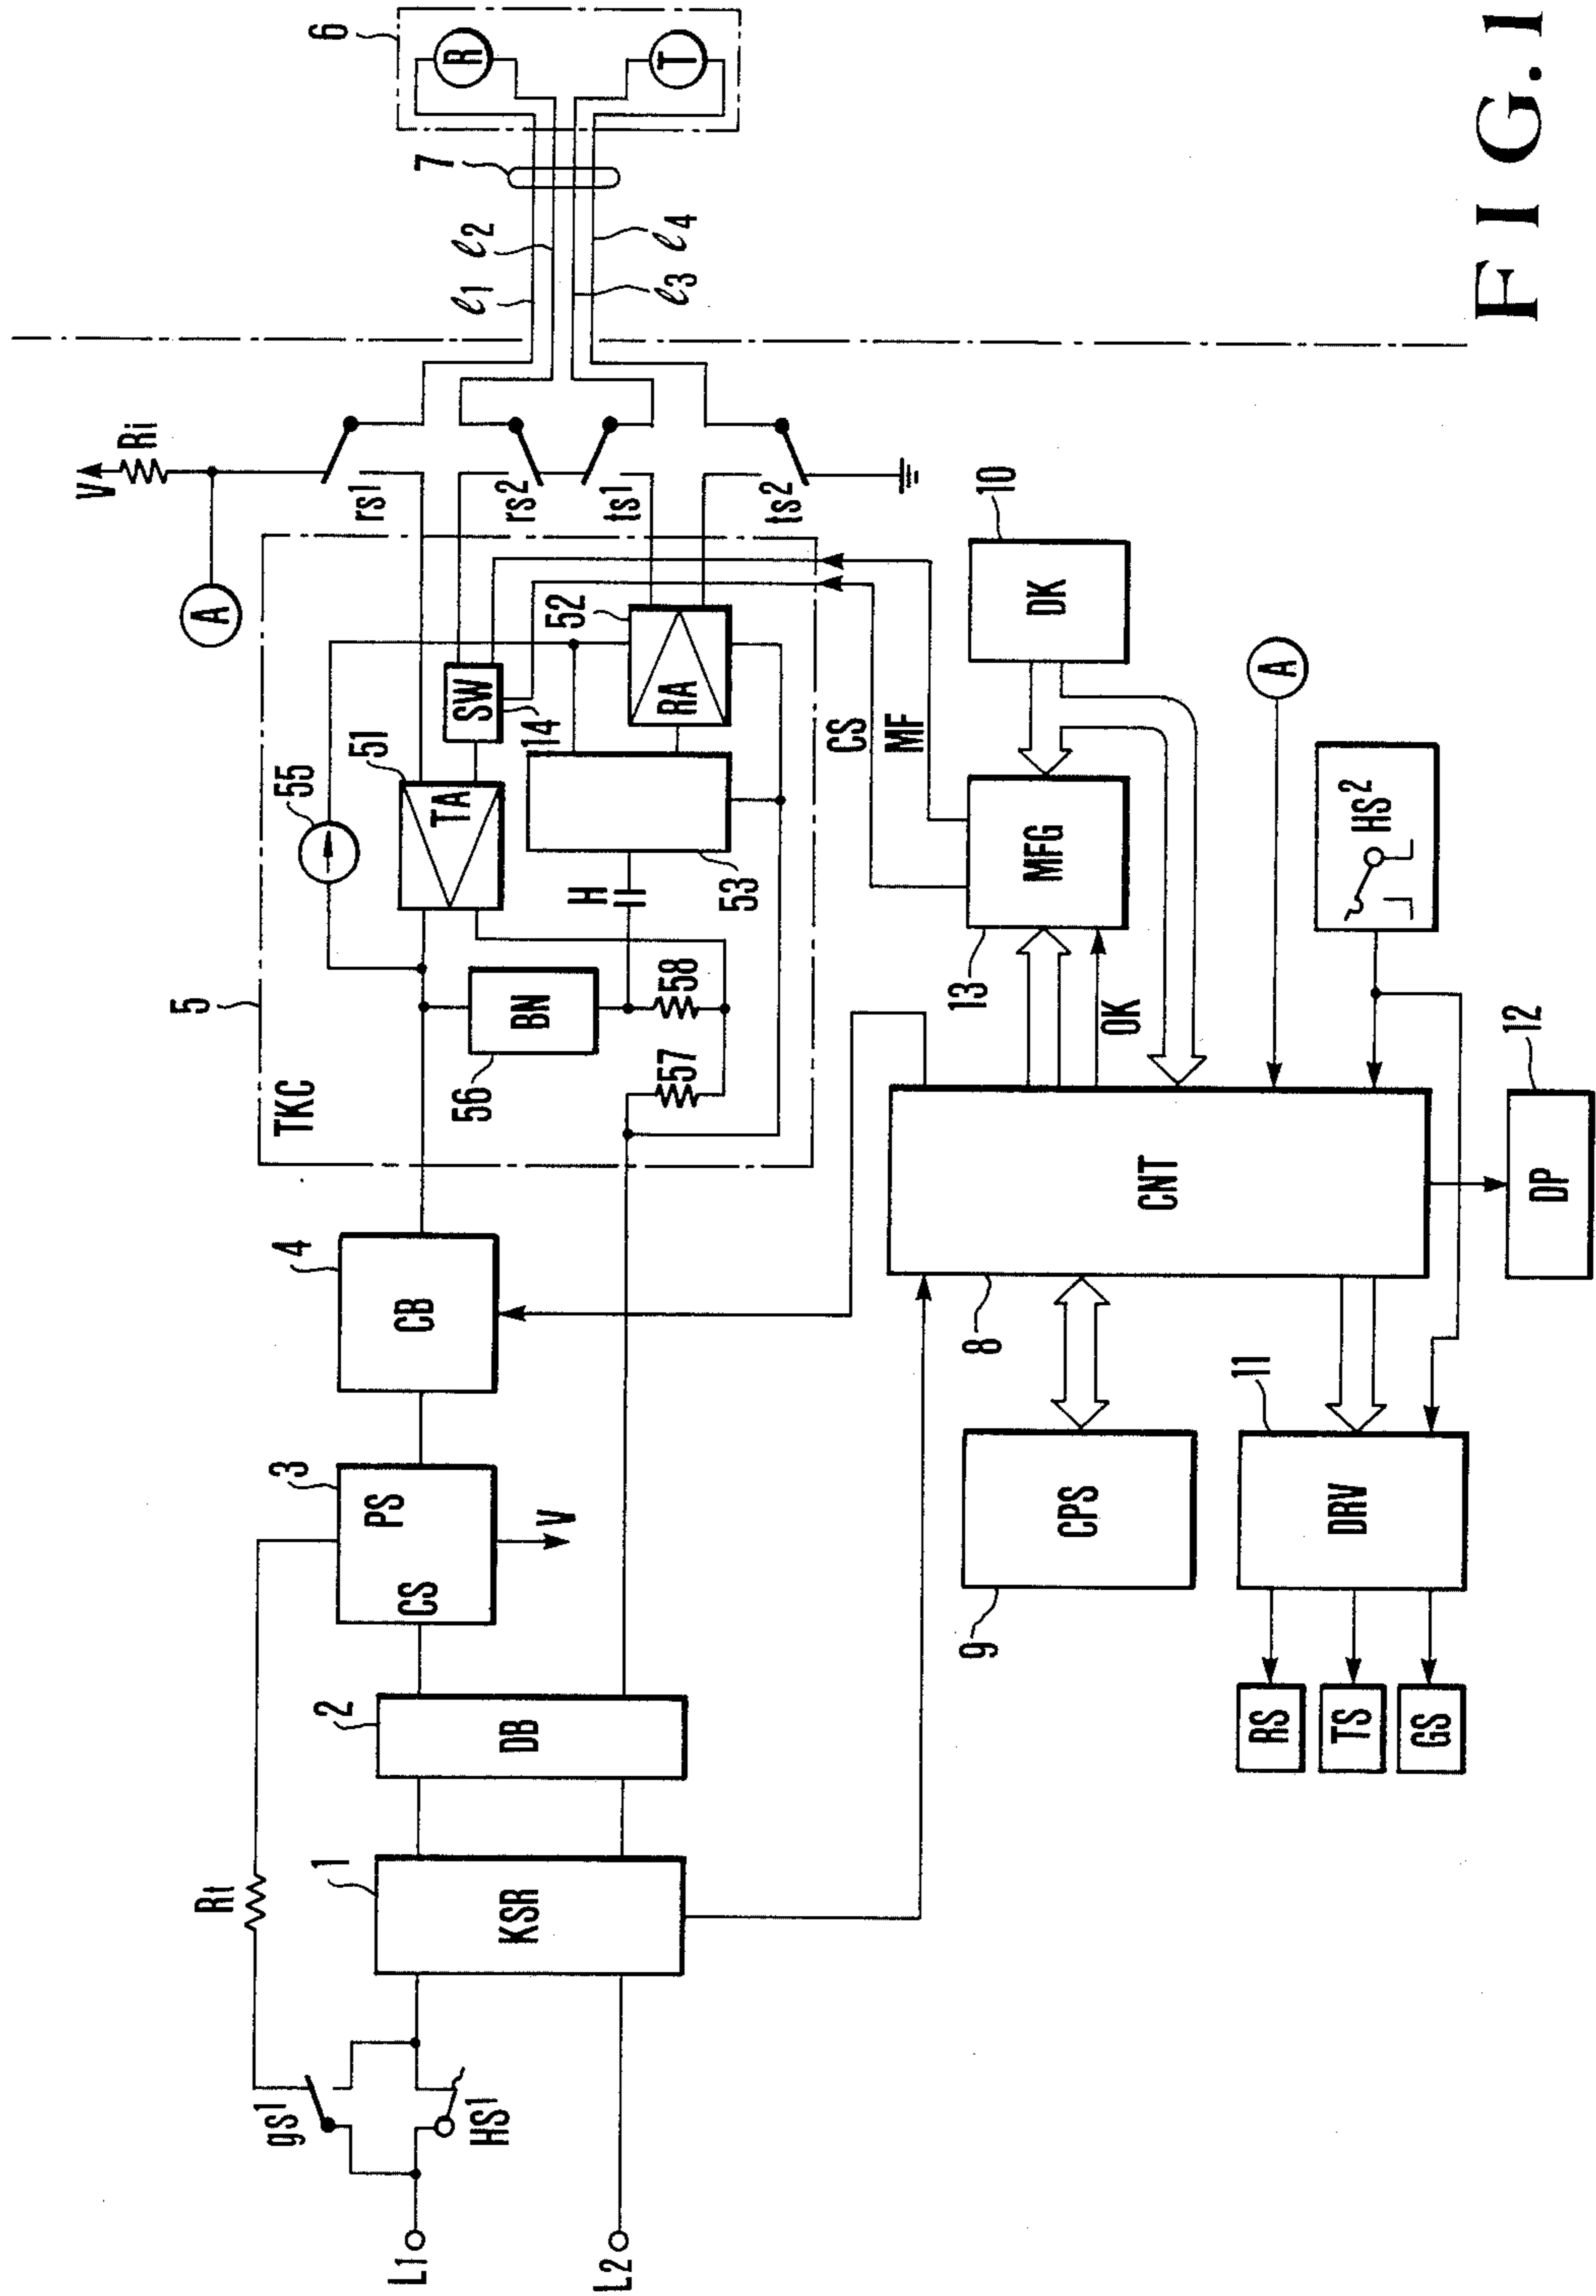 L1
L2
gs1
HS1
Rt
1
KSR
2
DB
3
PS
CS
V
4
CB
5
TKC
55
51
TA
BN
56
57
58
H
53
14
SW
52
RA
A
V
Ri
rs1
rs2
ts1
ts2
ℓ1
ℓ2
ℓ3
ℓ4
7
6
R
T
CS
MF
10
DK
13
MFG
OK
A
HS2
8
CNT
9
CPS
11
DRV
12
DP
RS
TS
GS
FIG.1